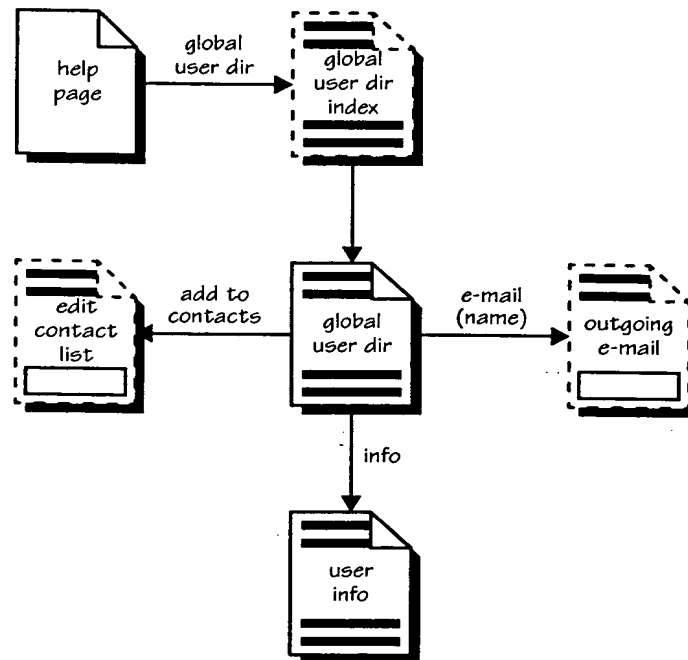 help
page
global
user dir
global
user dir
index
edit
contact
list
add to
contacts
global
user dir
e-mail
(name)
outgoing
e-mail
info
user
info